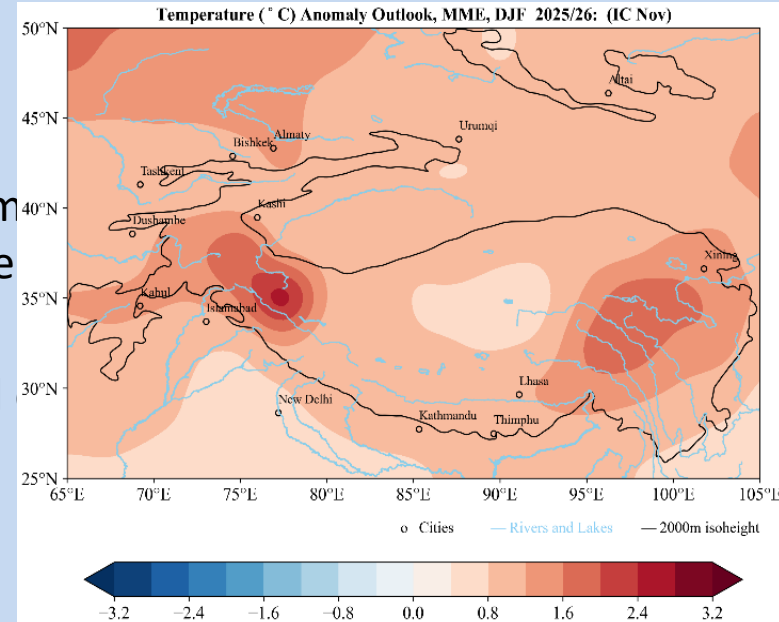 Temperature (°C) Anomaly Outlook, MME, DJF 2025/26: (IC Nov)
50°N
Altai
45°N
Urumqi
Almaty
Bishkek
Tashkent
m
40°N
Kashi
Dushambe
e
Xining
35°N
Kabul
Islamabad
30°N
Lhasa
New Delhi
Kathmandu
Thimphu
25°N
65°E 70°E 75°E 80°E 85°E 90°E 95°E 100°E 105°E
Cities Rivers and Lakes 2000m isoheight
−3.2 −2.4 −1.6 −0.8 0.0 0.8 1.6 2.4 3.2